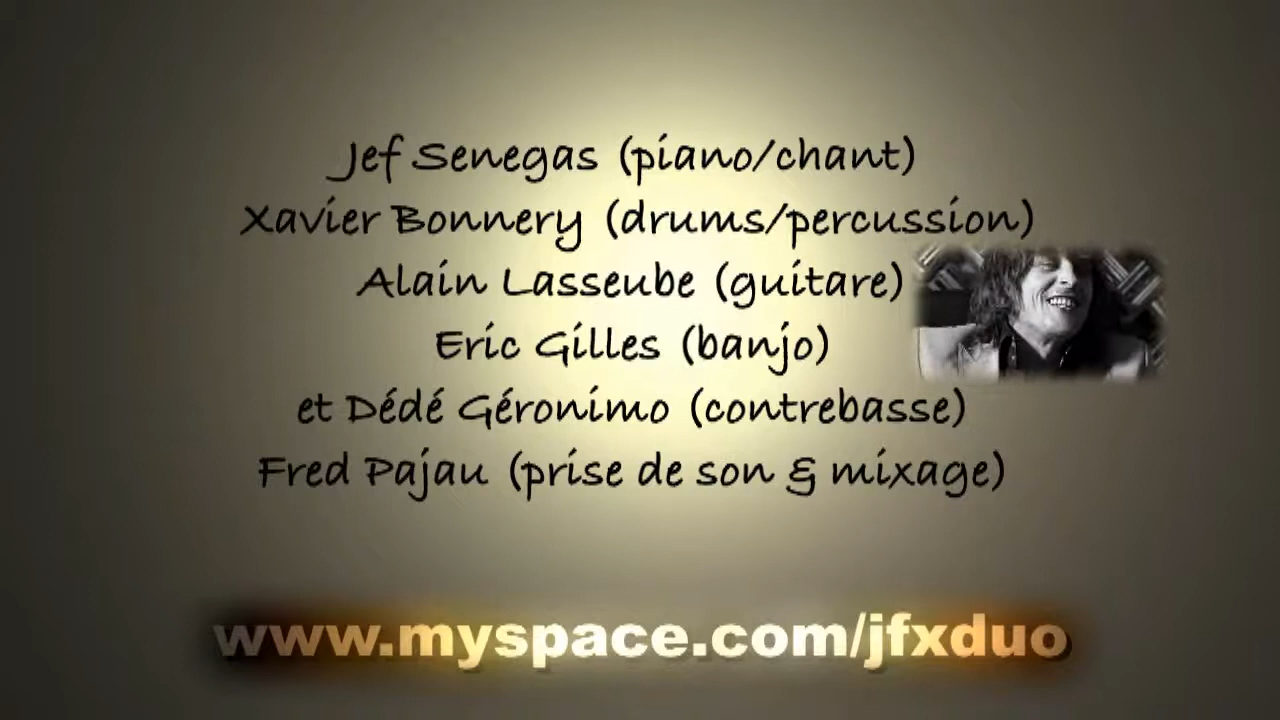 Jef Senegas (piano/chant)
Xavier Bonnery (drums/percussion)
Alain Lasseube (guitare)
Eric Gilles (banjo)
et Dédé Géronimo (contrebasse)
Fred Pajau (prise de son & mixage)
www.myspace.com/jfxduo